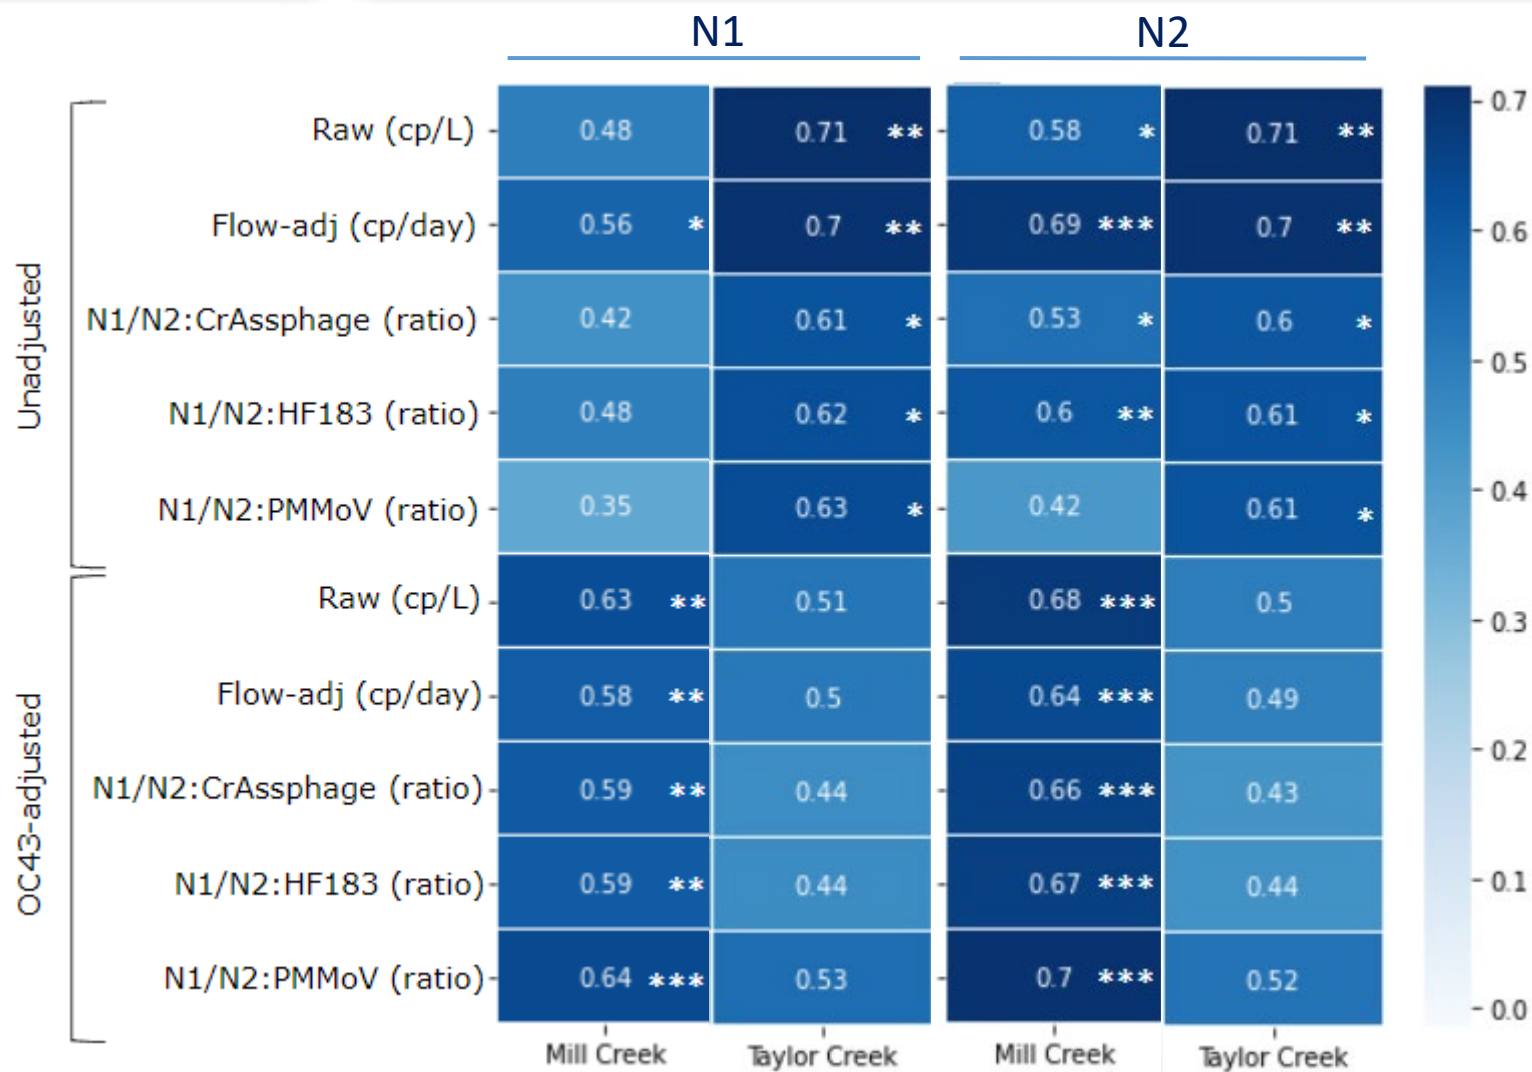 N1 N2
Unadjusted
Raw (cp/L) 0.48 0.71 ** 0.58 * 0.71 **
Flow-adj (cp/day) 0.56 * 0.7 ** 0.69 *** 0.7 **
N1/N2:CrAssphage (ratio) 0.42 0.61 * 0.53 * 0.6 *
N1/N2:HF183 (ratio) 0.48 0.62 * 0.6 ** 0.61 *
N1/N2:PMMoV (ratio) 0.35 0.63 * 0.42 0.61 *
OC43-adjusted
Raw (cp/L) 0.63 ** 0.51 0.68 *** 0.5
Flow-adj (cp/day) 0.58 ** 0.5 0.64 *** 0.49
N1/N2:CrAssphage (ratio) 0.59 ** 0.44 0.66 *** 0.43
N1/N2:HF183 (ratio) 0.59 ** 0.44 0.67 *** 0.44
N1/N2:PMMoV (ratio) 0.64 *** 0.53 0.7 *** 0.52
Mill Creek Taylor Creek Mill Creek Taylor Creek
0.7
0.6
0.5
0.4
0.3
0.2
0.1
0.0